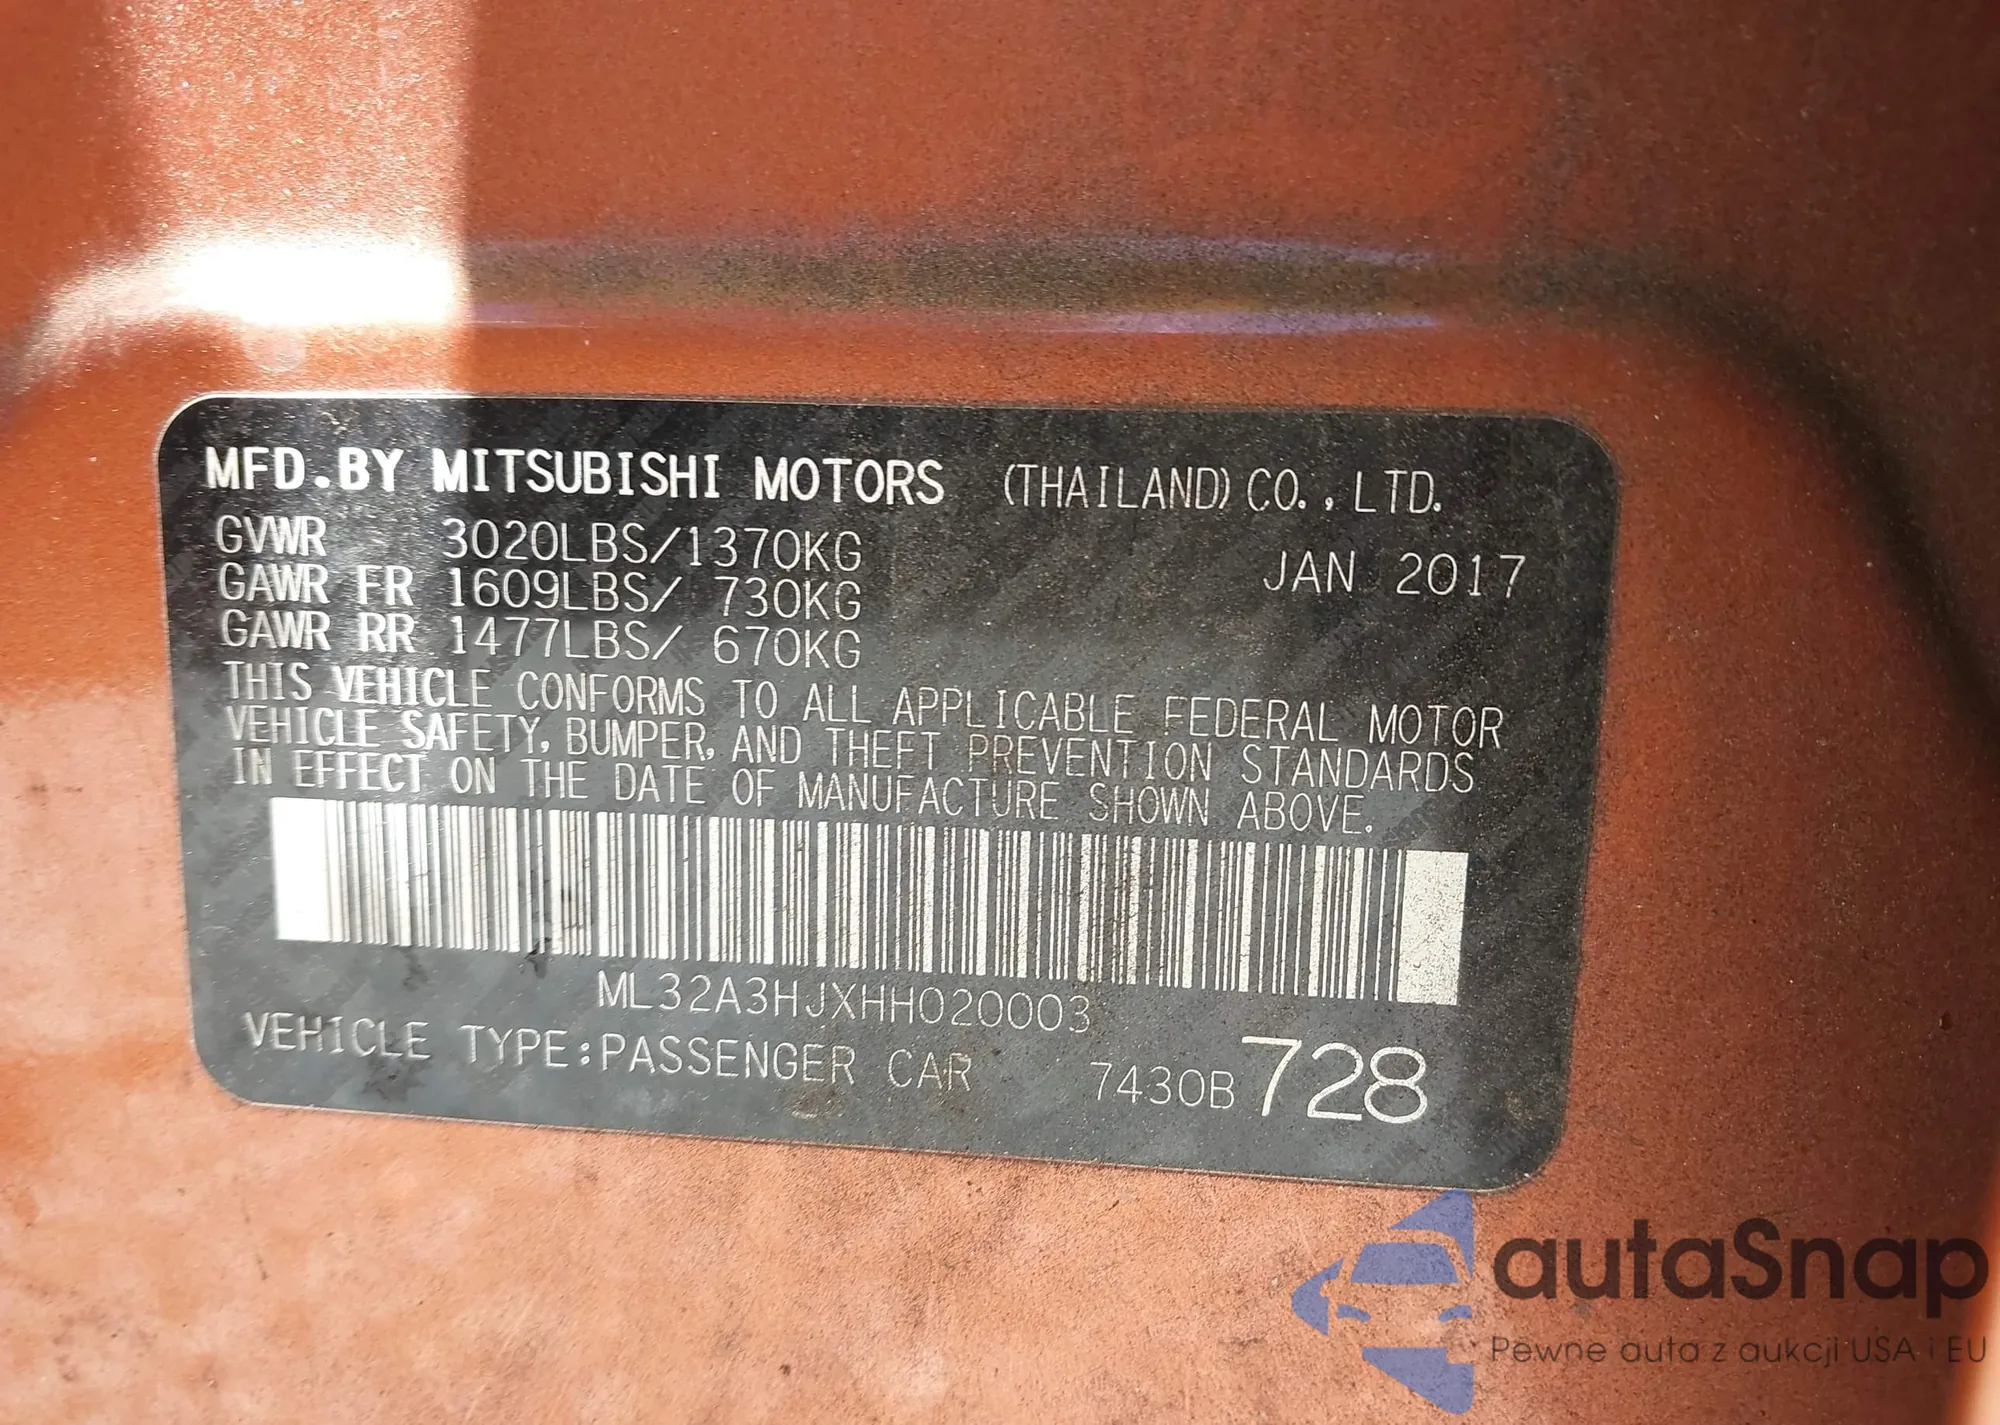 MFD.BY MITSUBISHI MOTORS (THAILAND) CO., LTD.
GVWR 3020LBS/1370KG JAN 2017
GAWR FR 1609LBS/ 730KG
GAWR RR 1477LBS/ 670KG
THIS VEHICLE CONFORMS TO ALL APPLICABLE FEDERAL MOTOR
VEHICLE SAFETY, BUMPER, AND THEFT PREVENTION STANDARDS
IN EFFECT ON THE DATE OF MANUFACTURE SHOWN ABOVE.
ML32A3HJXHH020003
VEHICLE TYPE:PASSENGER CAR 7430B 728
autaSnap
Pewne auta z aukcji USA i EU